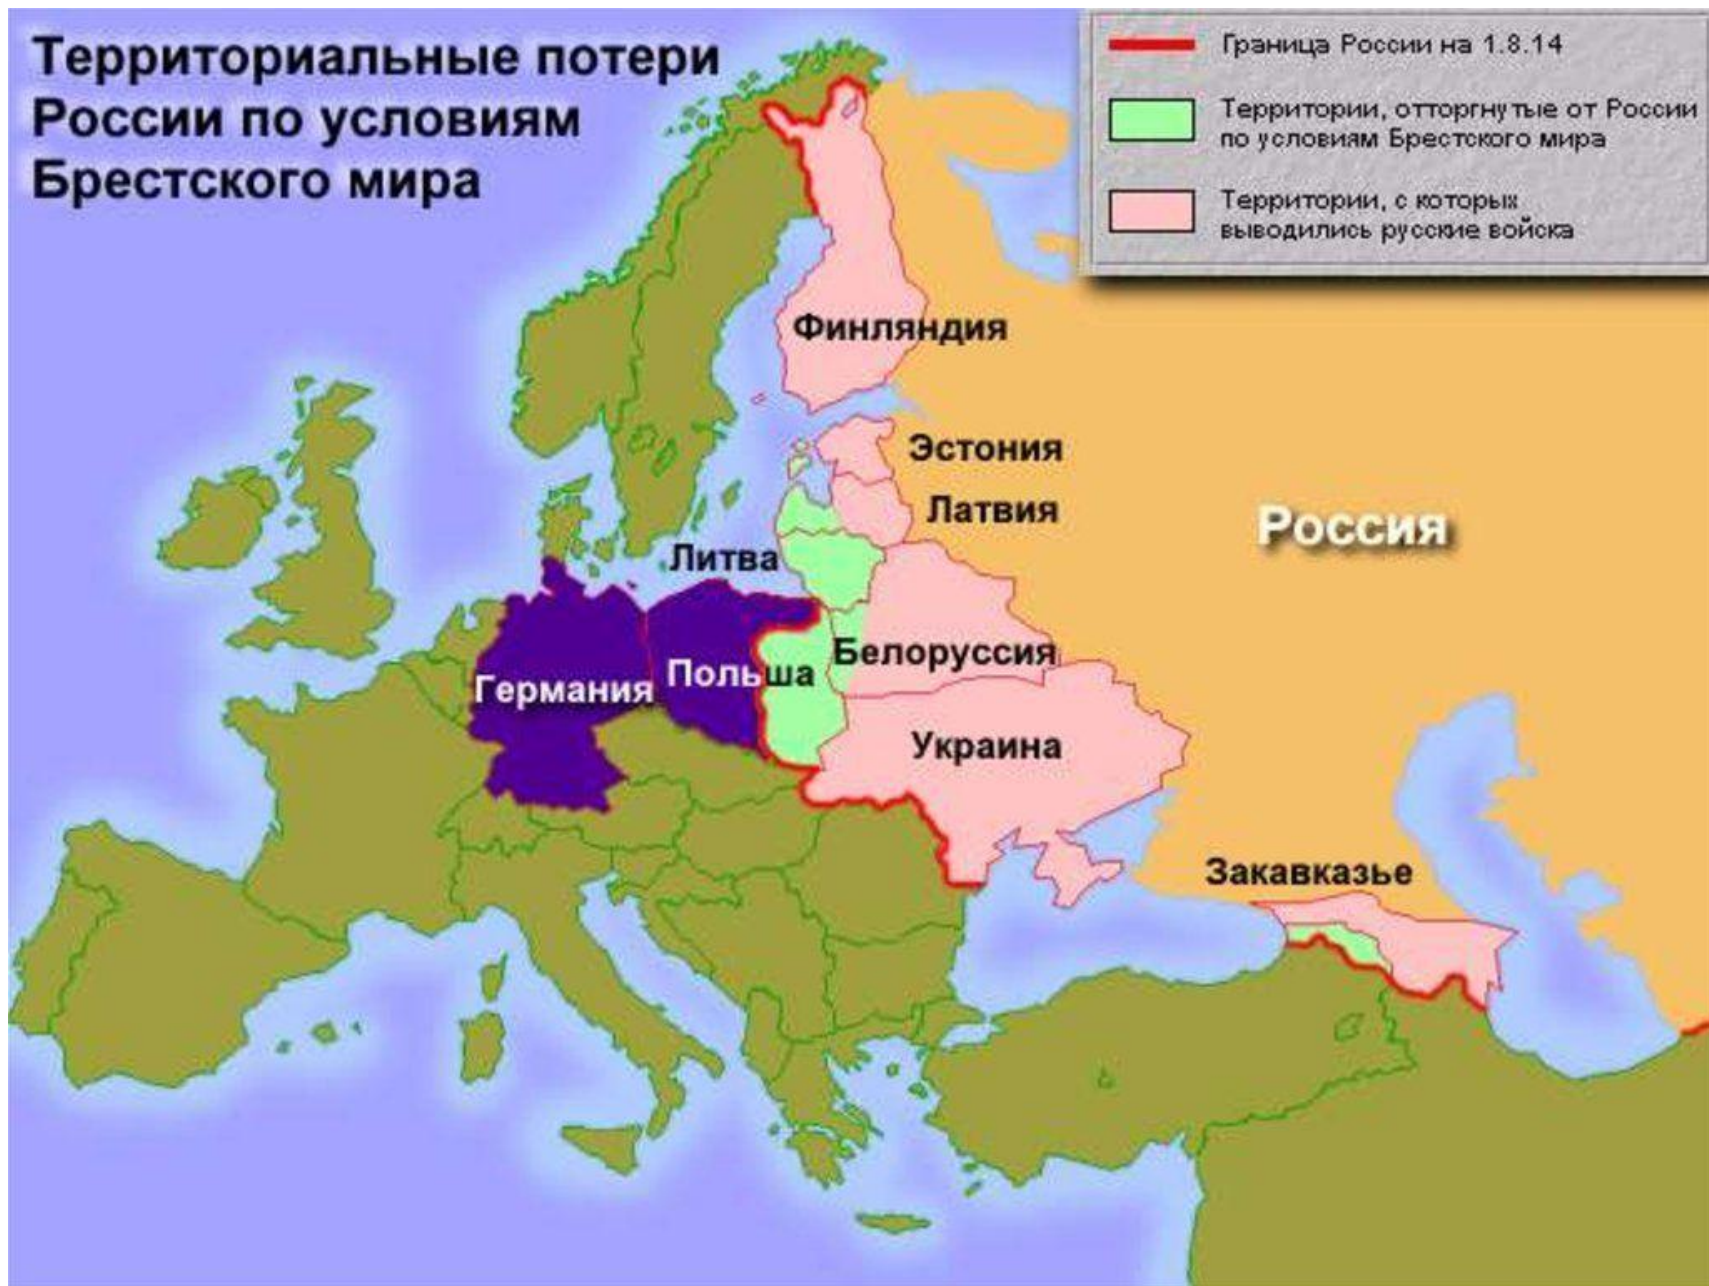 Территориальные потери
России по условиям
Брестского мира
Граница России на 1.8.14
Территории, отторгнутые от России
по условиям Брестского мира
Территории, с которых
выводились русские войска
Финляндия
Эстония
Латвия
Россия
Литва
Белоруссия
Польша
Германия
Украина
Закавказье